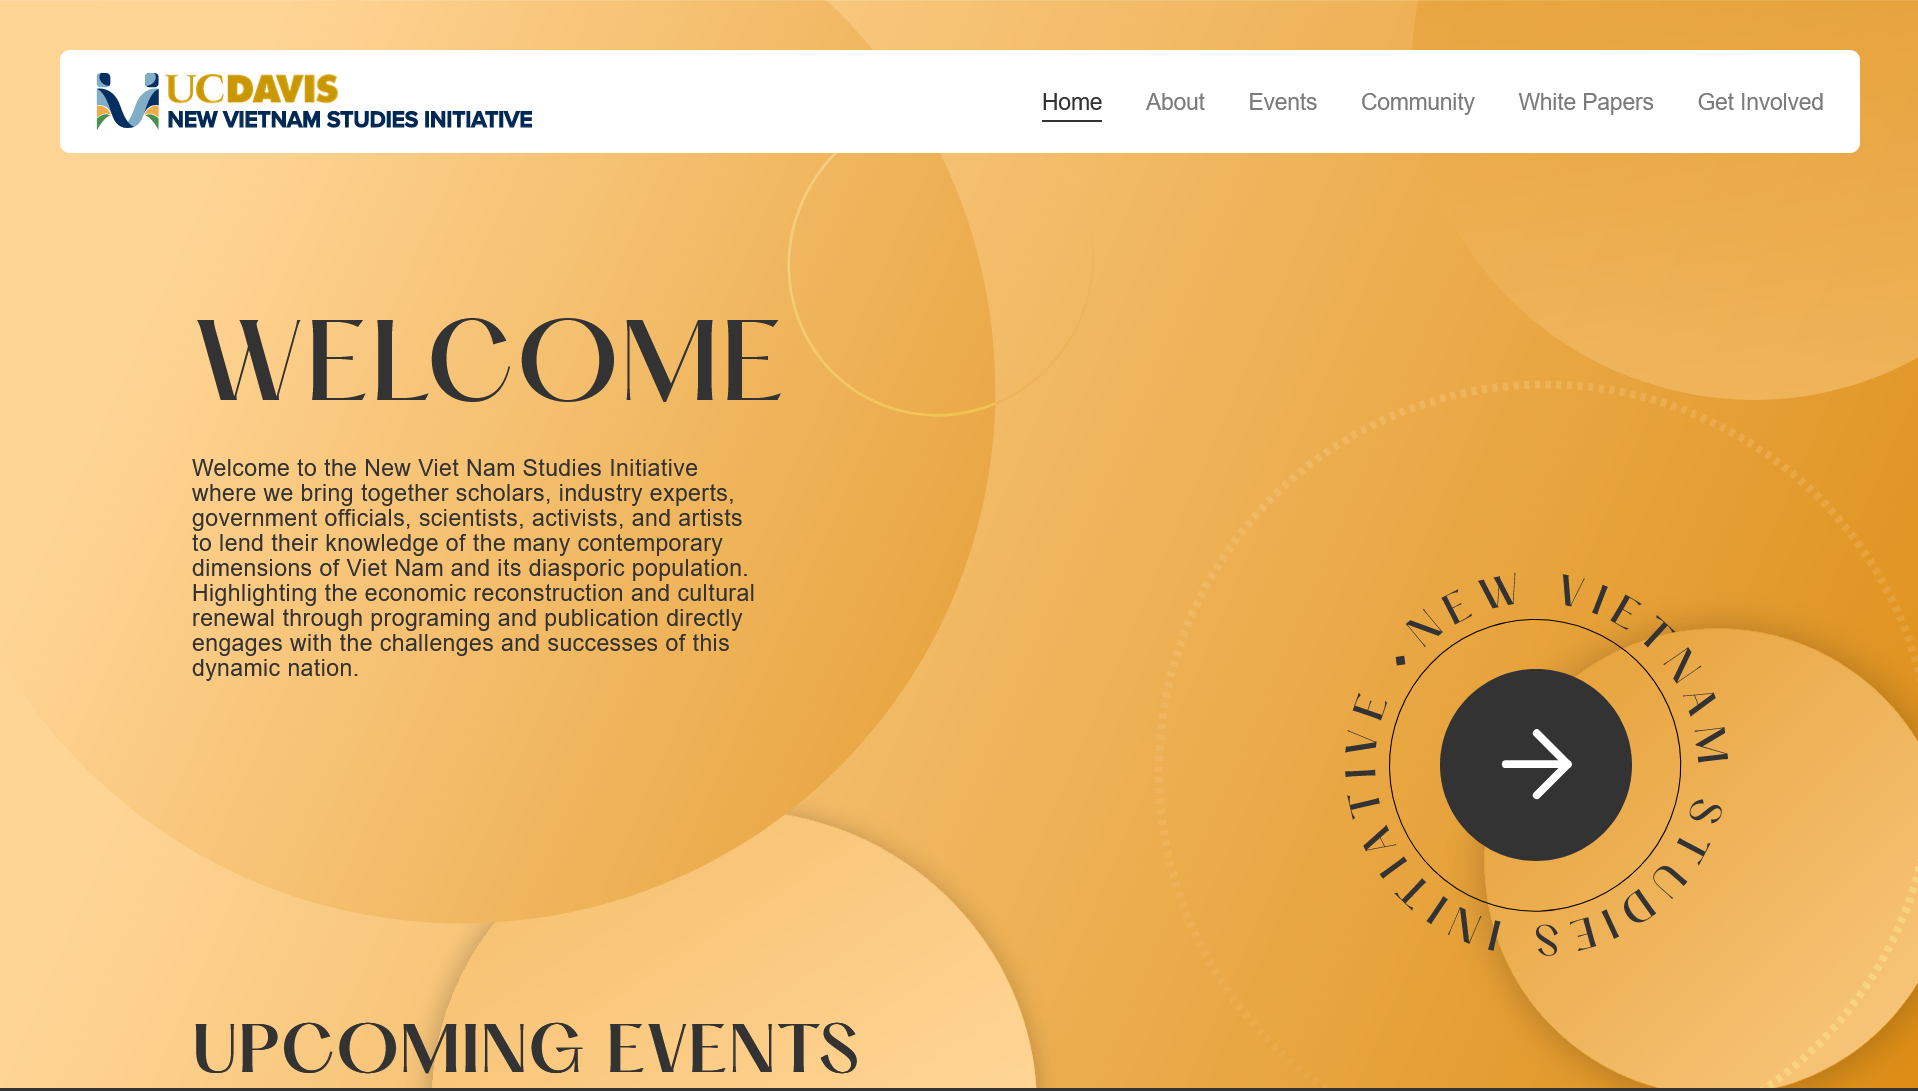 UCDAVIS
NEW VIETNAM STUDIES INITIATIVE
Home About Events Community White Papers Get Involved
WELCOME
Welcome to the New Viet Nam Studies Initiative
where we bring together scholars, industry experts,
government officials, scientists, activists, and artists
to lend their knowledge of the many contemporary
dimensions of Viet Nam and its diasporic population.
Highlighting the economic reconstruction and cultural
renewal through programing and publication directly
engages with the challenges and successes of this
dynamic nation.
NEW VIETNAM STUDIES INITIATIVE •
UPCOMING EVENTS